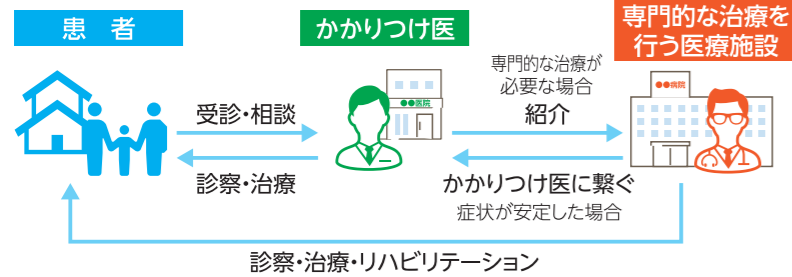 患者
かかりつけ医
専門的な治療を
行う医療施設
専門的な治療が
必要な場合
●●医院
●●病院
受診・相談
紹介
診察・治療
かかりつけ医に繋ぐ
症状が安定した場合
診察・治療・リハビリテーション